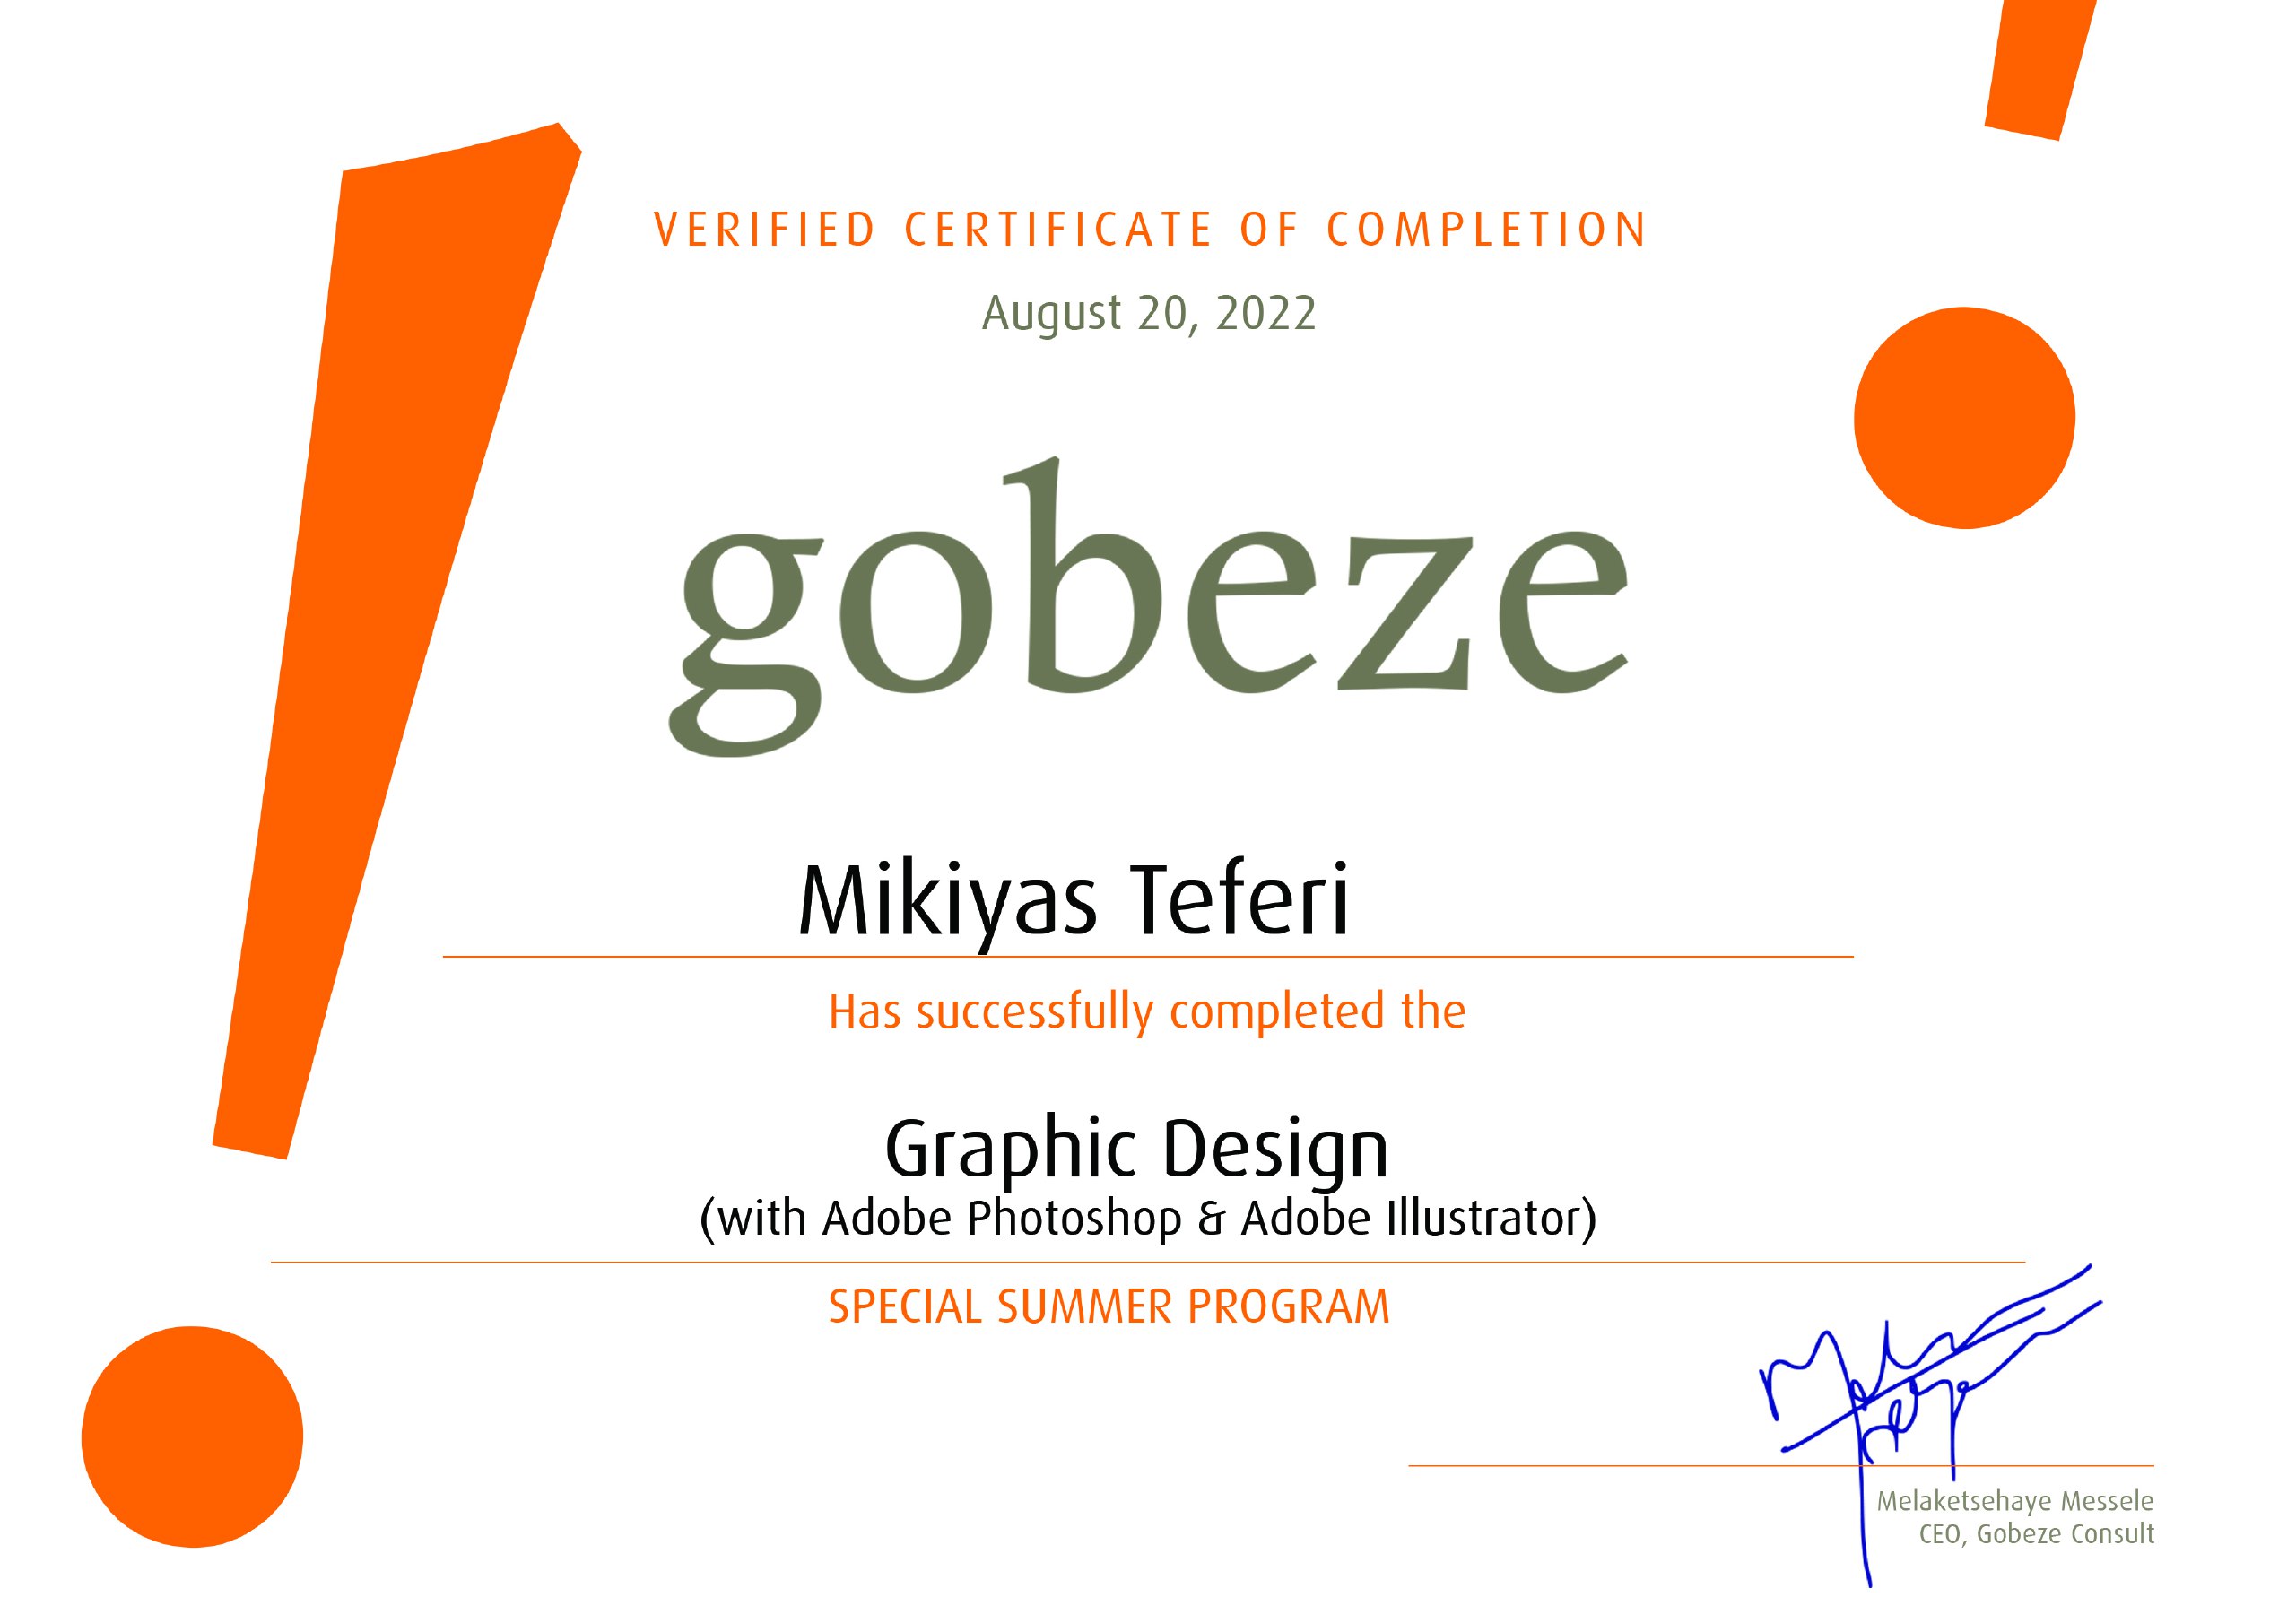 VERIFIED CERTIFICATE OF COMPLETION
August 20, 2022
gobeze
Mikiyas Teferi
Has successfully completed the
Graphic Design
(with Adobe Photoshop & Adobe Illustrator)
SPECIAL SUMMER PROGRAM
Melaketsehaye Messele
CEO, Gobeze Consult